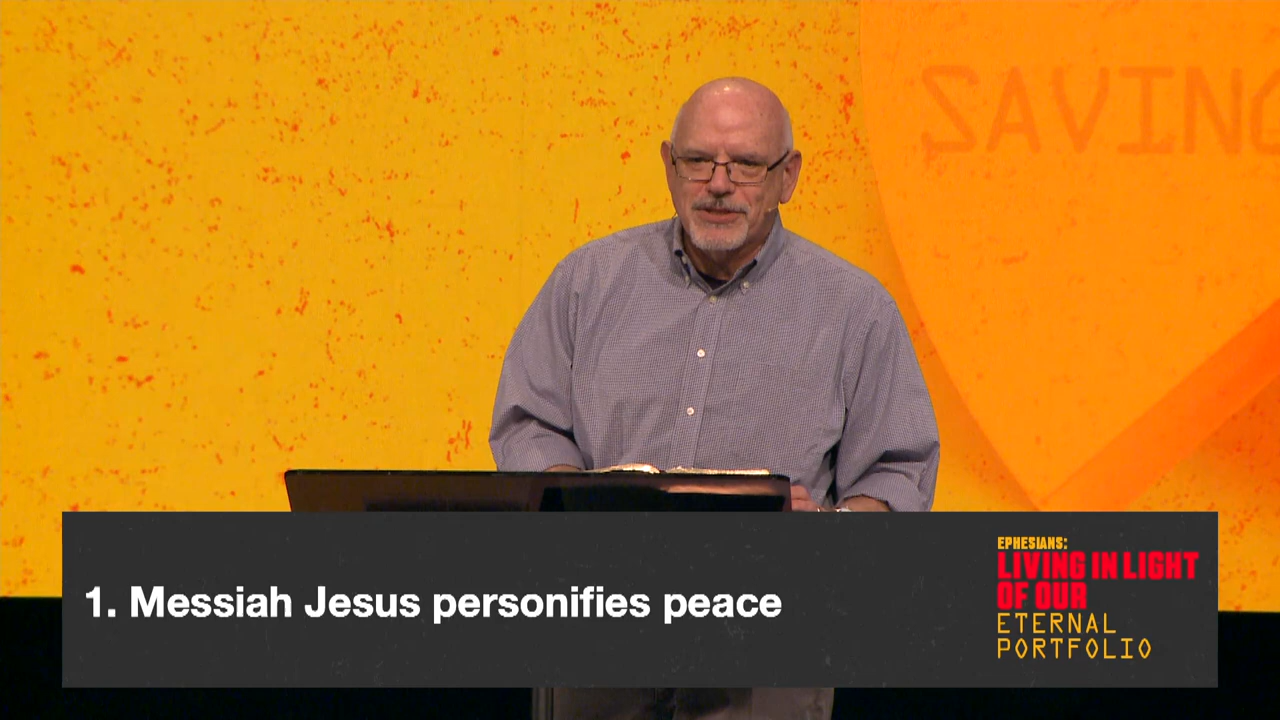 SAVING
1. Messiah Jesus personifies peace
EPHESIANS:
LIVING IN LIGHT
OF OUR
ETERNAL
PORTFOLIO